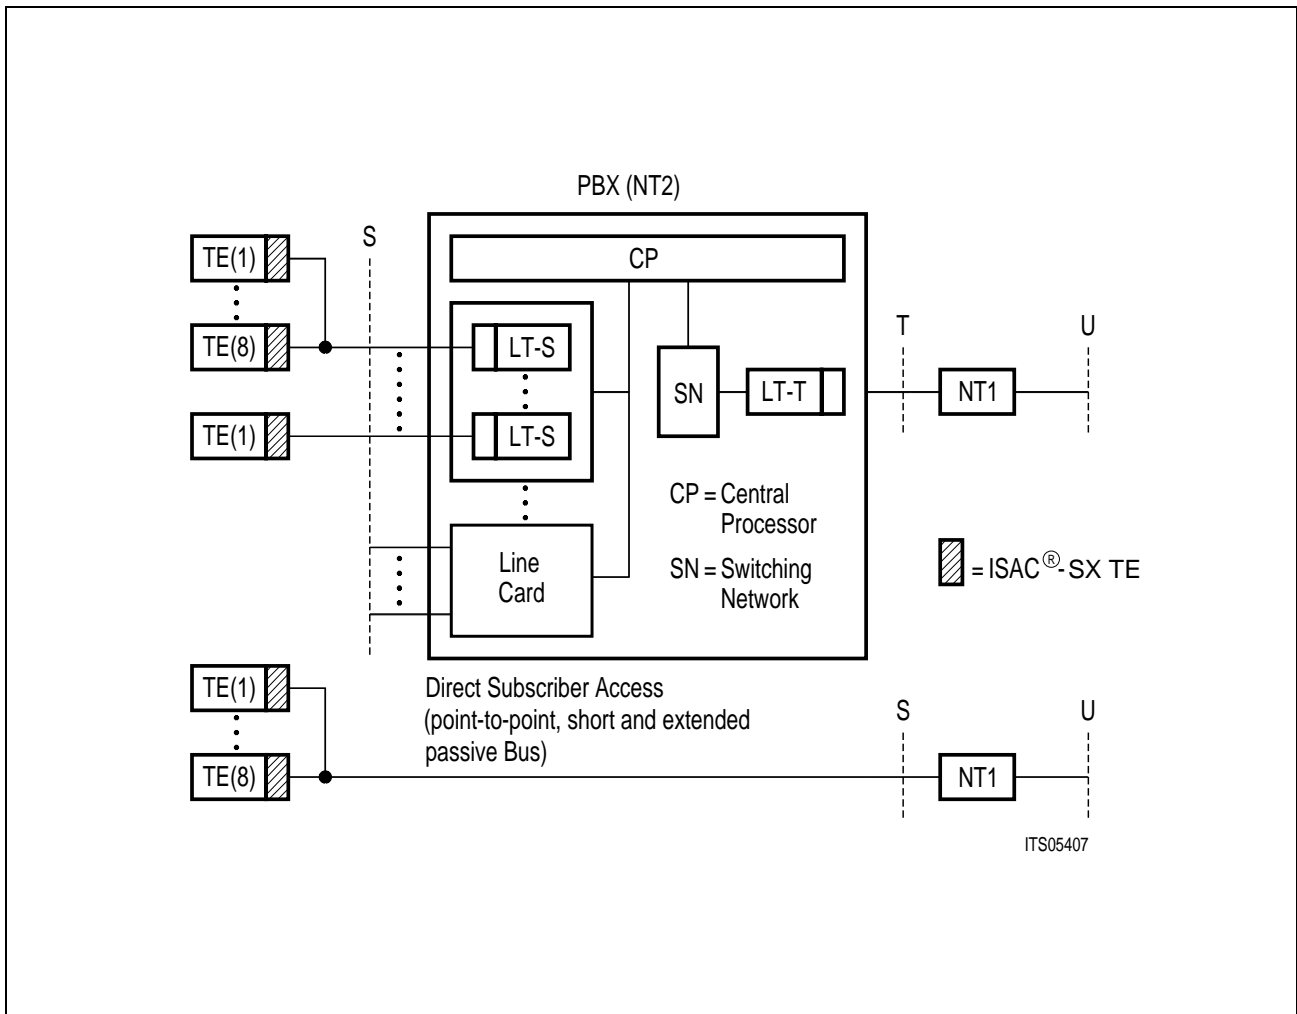 PBX (NT2)
S
CP
TE(1)
TE(8)
LT-S
T
U
SN
LT-T
NT1
TE(1)
LT-S
CP = Central
Processor
Line
Card
SN = Switching
Network
= ISAC®-SX TE
TE(1)
Direct Subscriber Access
(point-to-point, short and extended
passive Bus)
S
U
TE(8)
NT1
ITS05407